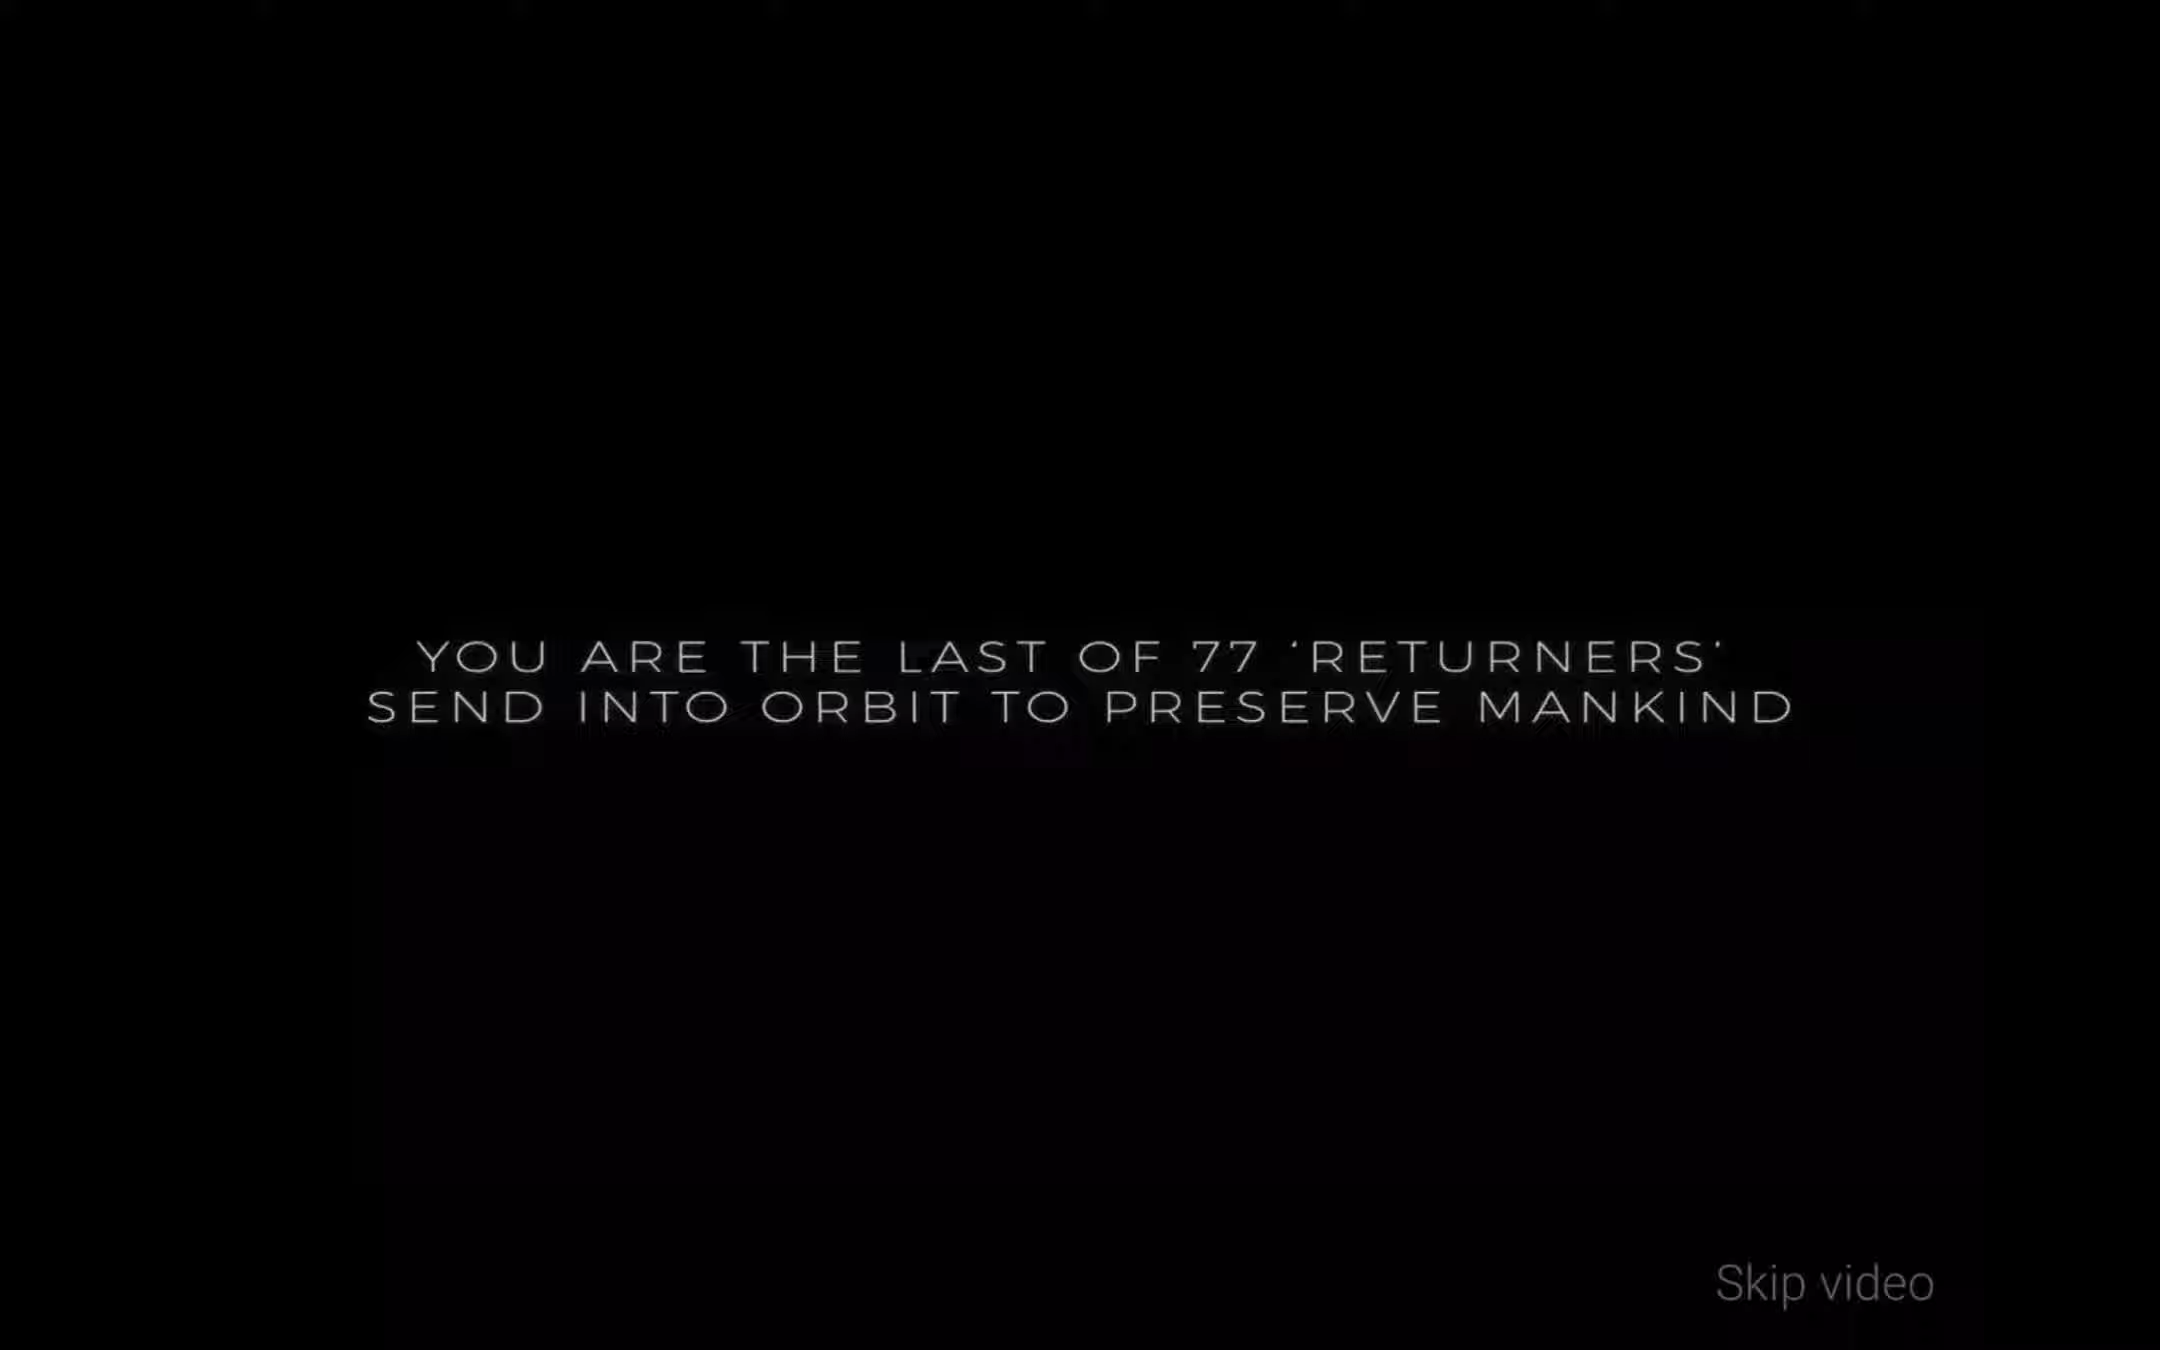 YOU ARE THE LAST OF 77 ‘RETURNERS’
SEND INTO ORBIT TO PRESERVE MANKIND
Skip video